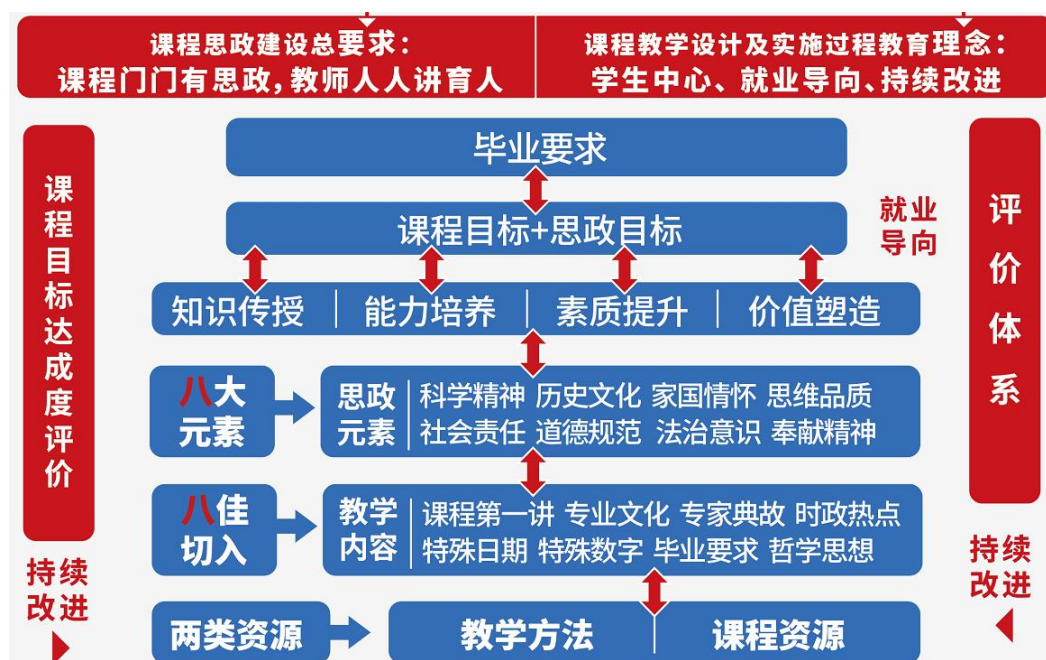 课程思政建设总要求：
课程门门有思政，教师人人讲育人
课程教学设计及实施过程教育理念：
学生中心、就业导向、持续改进
课程目标达成度评价
持续
改进
毕业要求
课程目标+思政目标
就业
导向
知识传授 能力培养 素质提升 价值塑造
八大
元素
思政
元素
科学精神 历史文化 家国情怀 思维品质
社会责任 道德规范 法治意识 奉献精神
八佳
切入
教学
内容
课程第一讲 专业文化 专家典故 时政热点
特殊日期 特殊数字 毕业要求 哲学思想
两类资源
教学方法 课程资源
评价体系
持续
改进